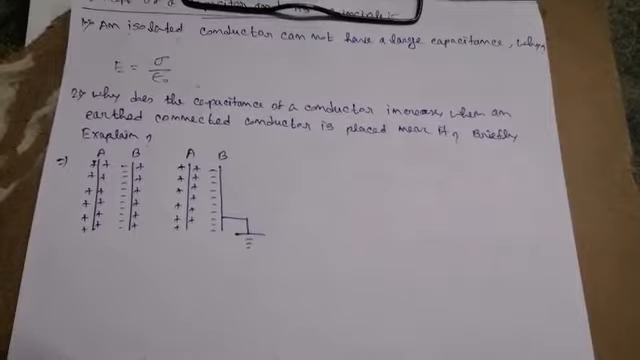 1) An isolated conductor can not have a large capacitance, why?
E = σ/ε₀
2) Why does the capacitance of a conductor increase, when an
earthed connected conductor is placed near it? Briefly
Exaplain?
=) A B A B